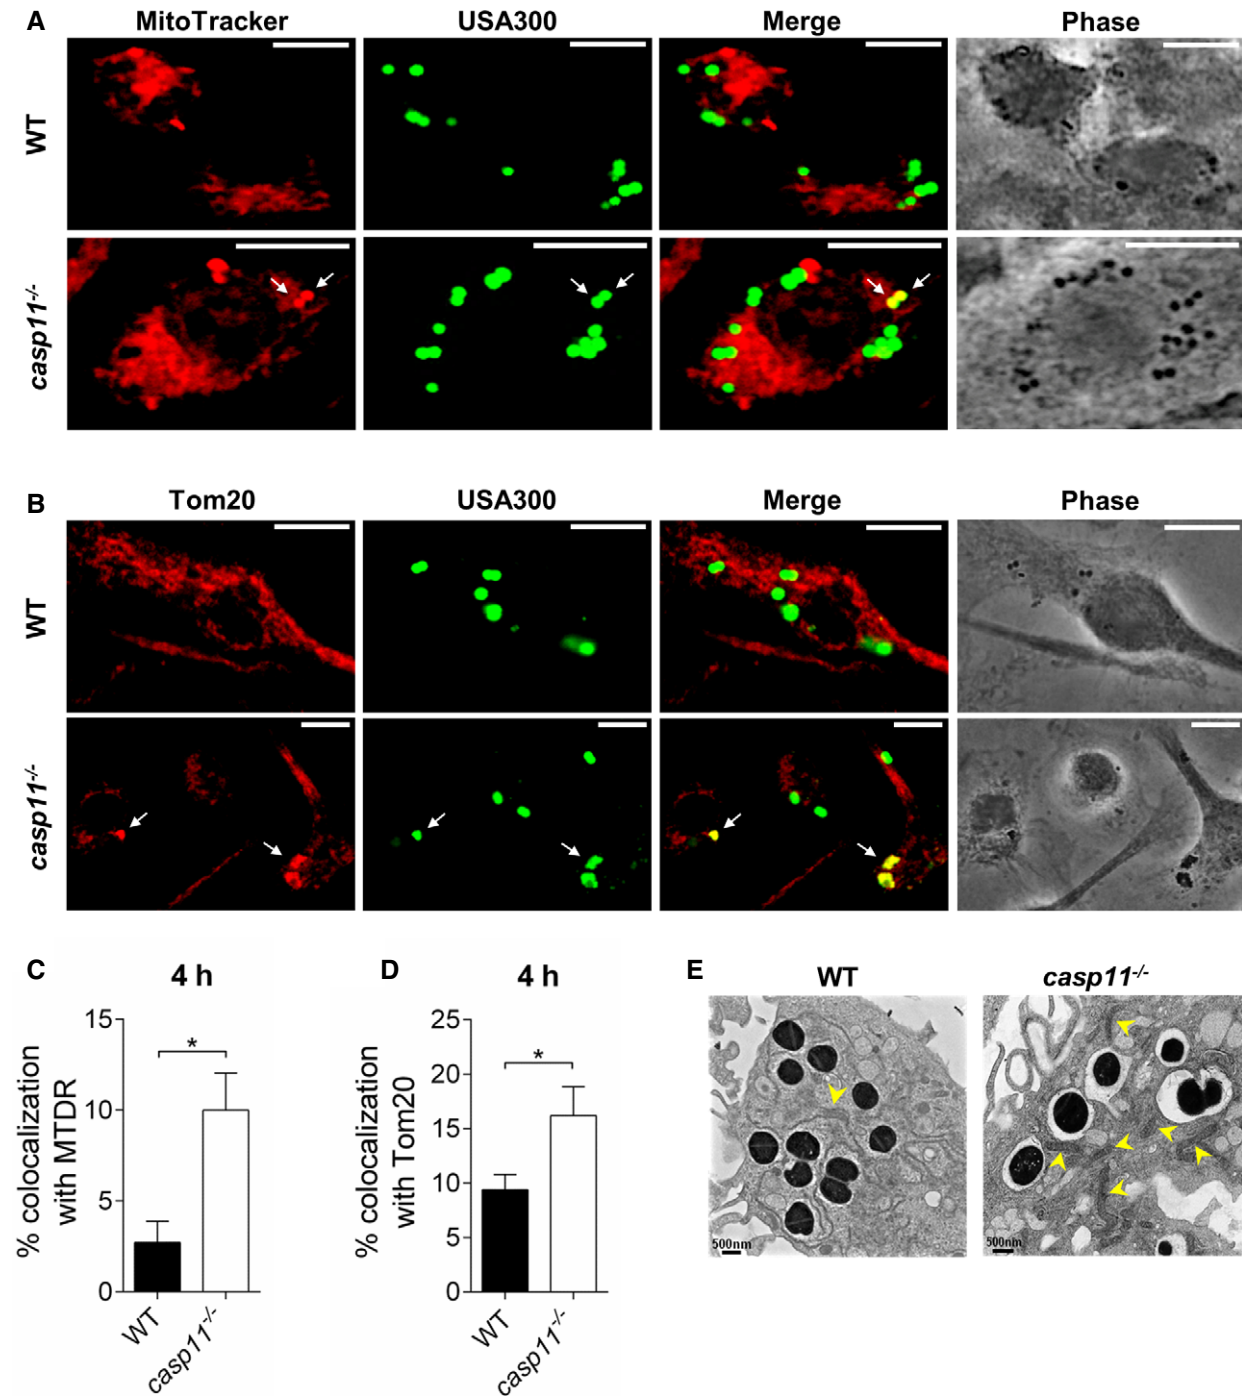 A
MitoTracker USA300 Merge Phase
WT
casp11-/-
B
Tom20 USA300 Merge Phase
WT
casp11-/-
C
4 h
% colocalization
with MTDR
15
10
5
0
WT
casp11-/-
*
D
4 h
% colocalization
with Tom20
25
20
15
10
5
0
WT
casp11-/-
*
E
WT
casp11-/-
500nm
500nm